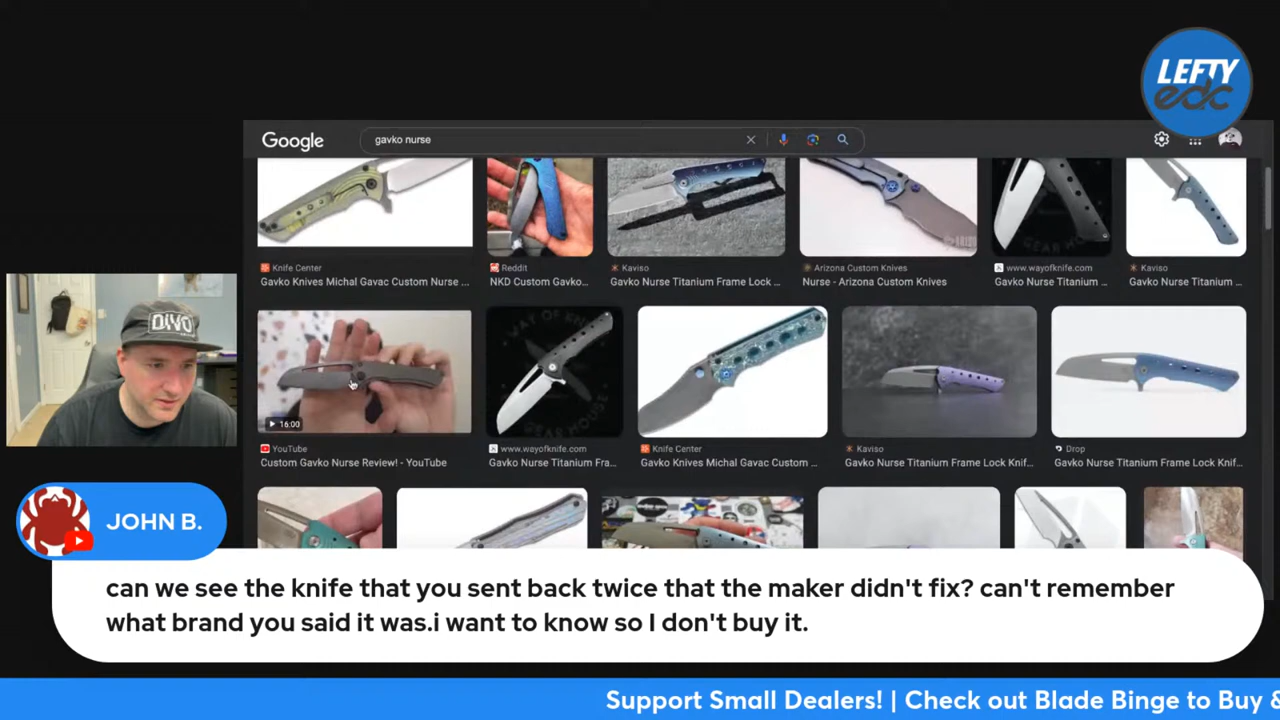 LEFTY
edc
Google
gavko nurse
Knife Center
Gavko Knives Michal Gavac Custom Nurse ...
Reddit
NKD Custom Gavko...
Kaviso
Gavko Nurse Titanium Frame Lock ...
Arizona Custom Knives
Nurse - Arizona Custom Knives
www.wayofknife.com
Gavko Nurse Titanium ...
Kaviso
Gavko Nurse Titanium ...
16:00
YouTube
Custom Gavko Nurse Review! - YouTube
www.wayofknife.com
Gavko Nurse Titanium Fra...
Knife Center
Gavko Knives Michal Gavac Custom ...
Kaviso
Gavko Nurse Titanium Frame Lock Knif...
Drop
Gavko Nurse Titanium Frame Lock Knif...
DIVO
JOHN B.
can we see the knife that you sent back twice that the maker didn't fix? can't remember
what brand you said it was.i want to know so I don't buy it.
Support Small Dealers! | Check out Blade Binge to Buy &